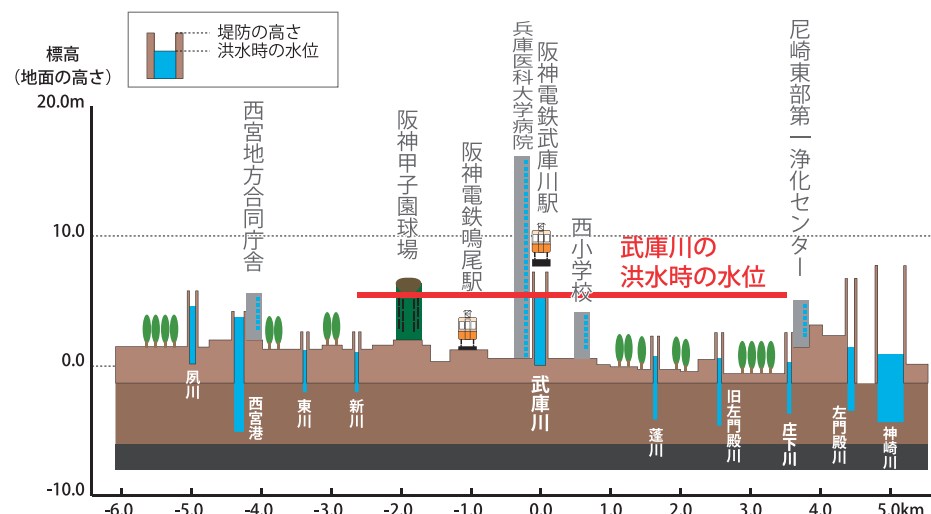 堤防の高さ
洪水時の水位
標高
（地面の高さ）
20.0m
10.0
0.0
-10.0
西宮地方合同庁舎
阪神甲子園球場
阪神電鉄鳴尾駅
兵庫医科大学病院
阪神電鉄武庫川駅
西小学校
尼崎東部第一浄化センター
武庫川の
洪水時の水位
夙川
西宮港
東川
新川
武庫川
蓬川
旧左門殿川
庄下川
左門殿川
神崎川
-6.0 -5.0 -4.0 -3.0 -2.0 -1.0 0.0 1.0 2.0 3.0 4.0 5.0km